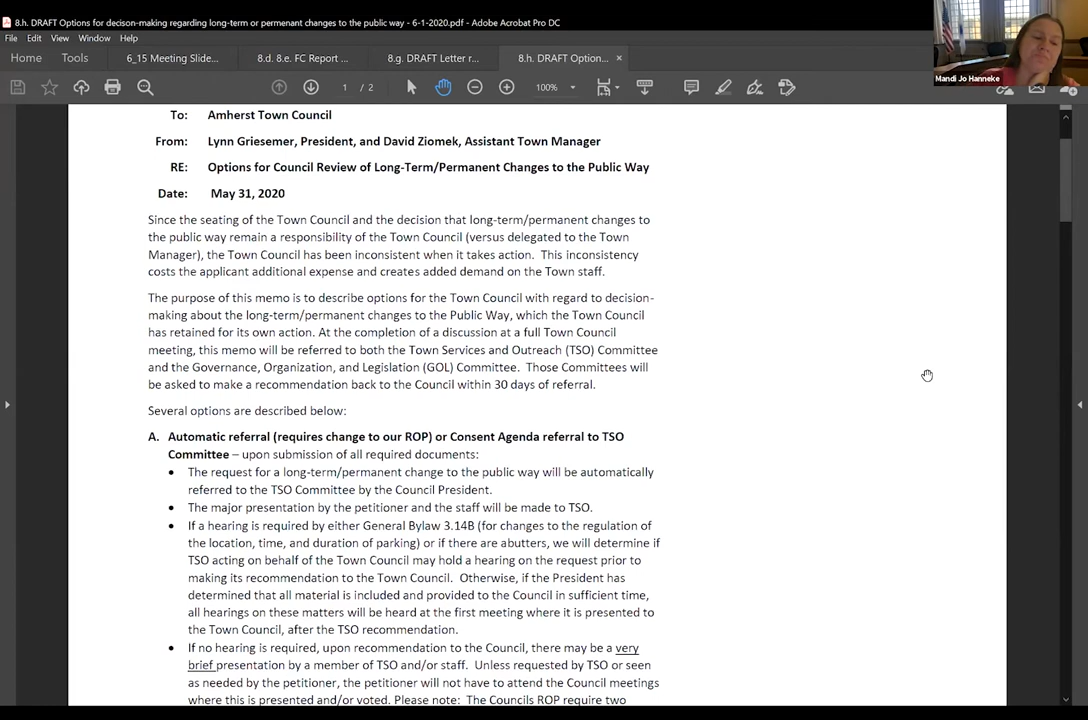 8.h. DRAFT Options for decison-making regarding long-term or permenant changes to the public way - 6-1-2020.pdf - Adobe Acrobat Pro DC
File Edit View Window Help
Home Tools 6_15 Meeting Slide... 8.d. 8.e. FC Report ... 8.g. DRAFT Letter r... 8.h. DRAFT Option... ×
Mandi Jo Hanneke
1 / 2 100%
To: Amherst Town Council
From: Lynn Griesemer, President, and David Ziomek, Assistant Town Manager
RE: Options for Council Review of Long-Term/Permanent Changes to the Public Way
Date: May 31, 2020
Since the seating of the Town Council and the decision that long-term/permanent changes to
the public way remain a responsibility of the Town Council (versus delegated to the Town
Manager), the Town Council has been inconsistent when it takes action. This inconsistency
costs the applicant additional expense and creates added demand on the Town staff.
The purpose of this memo is to describe options for the Town Council with regard to decision-
making about the long-term/permanent changes to the Public Way, which the Town Council
has retained for its own action. At the completion of a discussion at a full Town Council
meeting, this memo will be referred to both the Town Services and Outreach (TSO) Committee
and the Governance, Organization, and Legislation (GOL) Committee. Those Committees will
be asked to make a recommendation back to the Council within 30 days of referral.
Several options are described below:
A. Automatic referral (requires change to our ROP) or Consent Agenda referral to TSO
Committee – upon submission of all required documents:
• The request for a long-term/permanent change to the public way will be automatically
referred to the TSO Committee by the Council President.
• The major presentation by the petitioner and the staff will be made to TSO.
• If a hearing is required by either General Bylaw 3.14B (for changes to the regulation of
the location, time, and duration of parking) or if there are abutters, we will determine if
TSO acting on behalf of the Town Council may hold a hearing on the request prior to
making its recommendation to the Town Council. Otherwise, if the President has
determined that all material is included and provided to the Council in sufficient time,
all hearings on these matters will be heard at the first meeting where it is presented to
the Town Council, after the TSO recommendation.
• If no hearing is required, upon recommendation to the Council, there may be a very
brief presentation by a member of TSO and/or staff. Unless requested by TSO or seen
as needed by the petitioner, the petitioner will not have to attend the Council meetings
where this is presented and/or voted. Please note: The Councils ROP require two